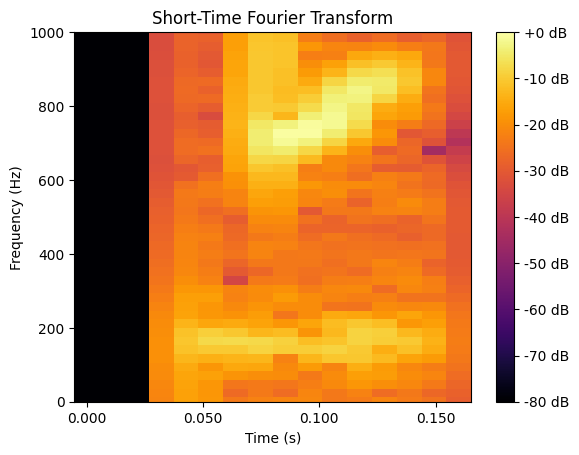 Short-Time Fourier Transform
1000
800
600
400
200
0
Frequency (Hz)
0.000
0.050
0.100
0.150
Time (s)
+0 dB
-10 dB
-20 dB
-30 dB
-40 dB
-50 dB
-60 dB
-70 dB
-80 dB